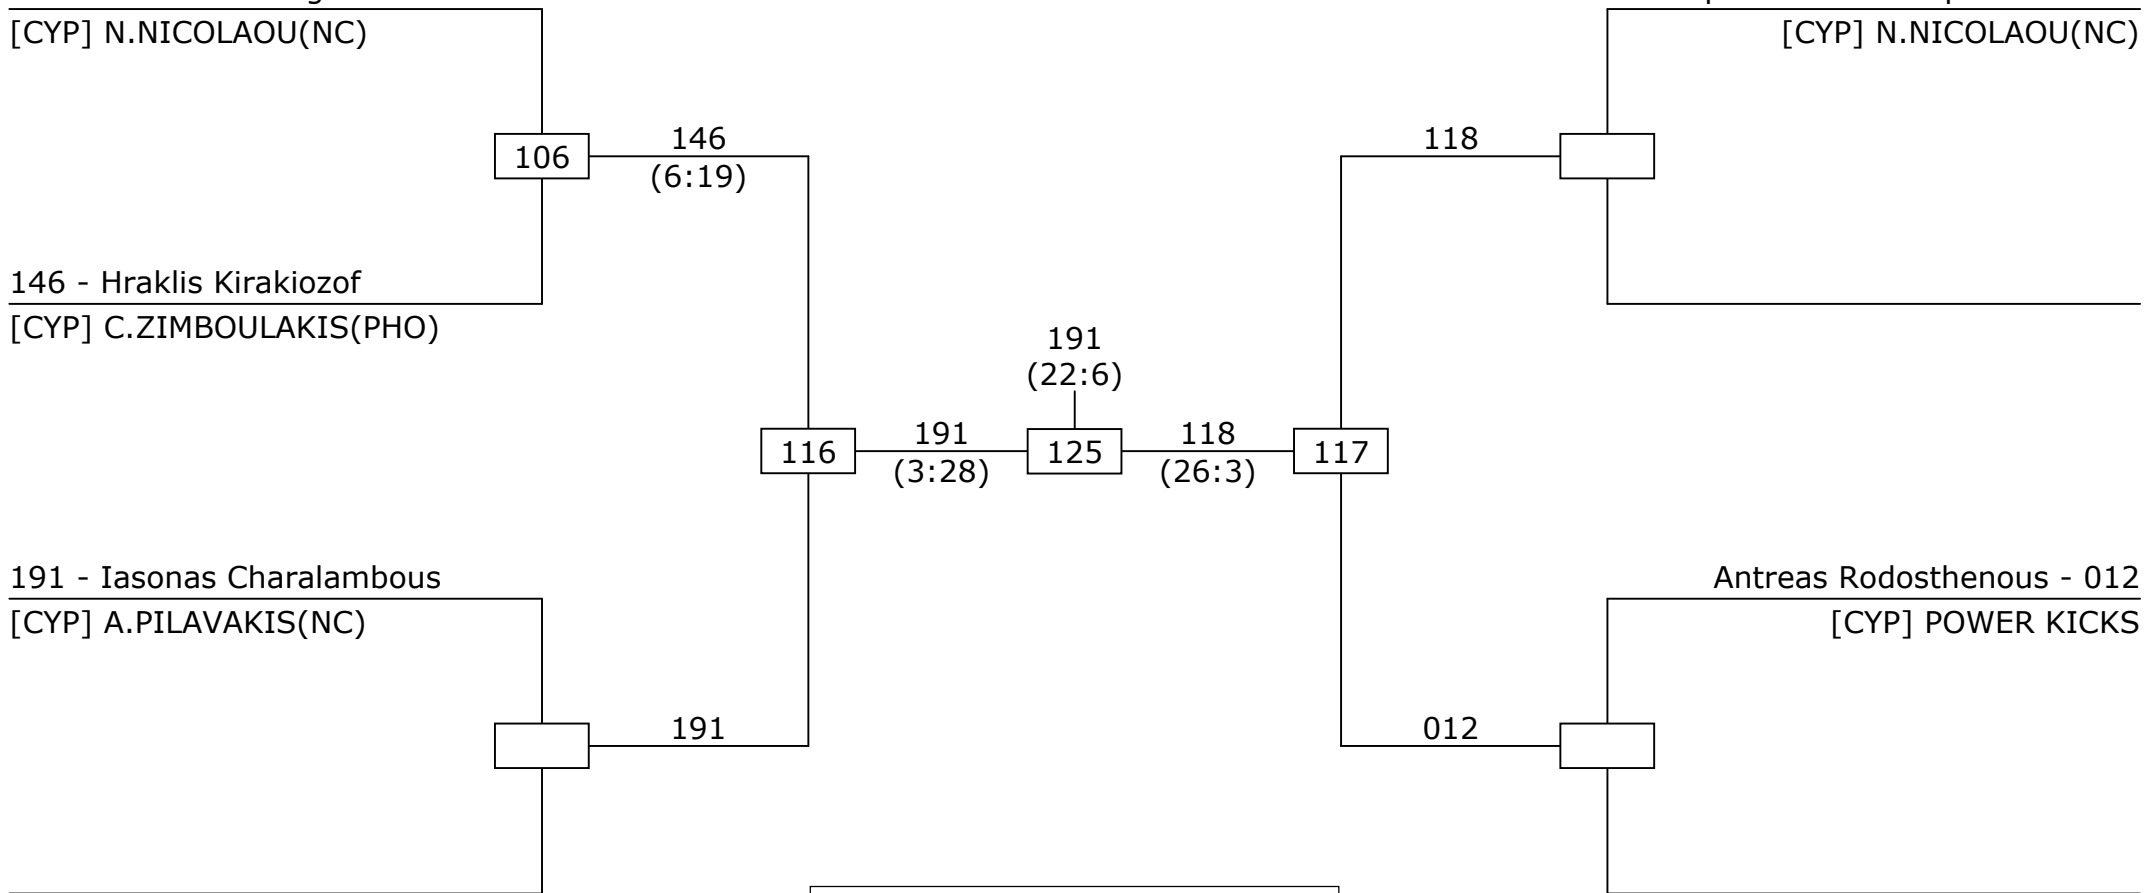 [CYP] N.NICOLAOU(NC)
[CYP] N.NICOLAOU(NC)
106
146
(6:19)
118
146 - Hraklis Kirakiozof
[CYP] C.ZIMBOULAKIS(PHO)
191
(22:6)
116
191
(3:28)
125
118
(26:3)
117
191 - Iasonas Charalambous
[CYP] A.PILAVAKIS(NC)
Antreas Rodosthenous - 012
[CYP] POWER KICKS
191
012